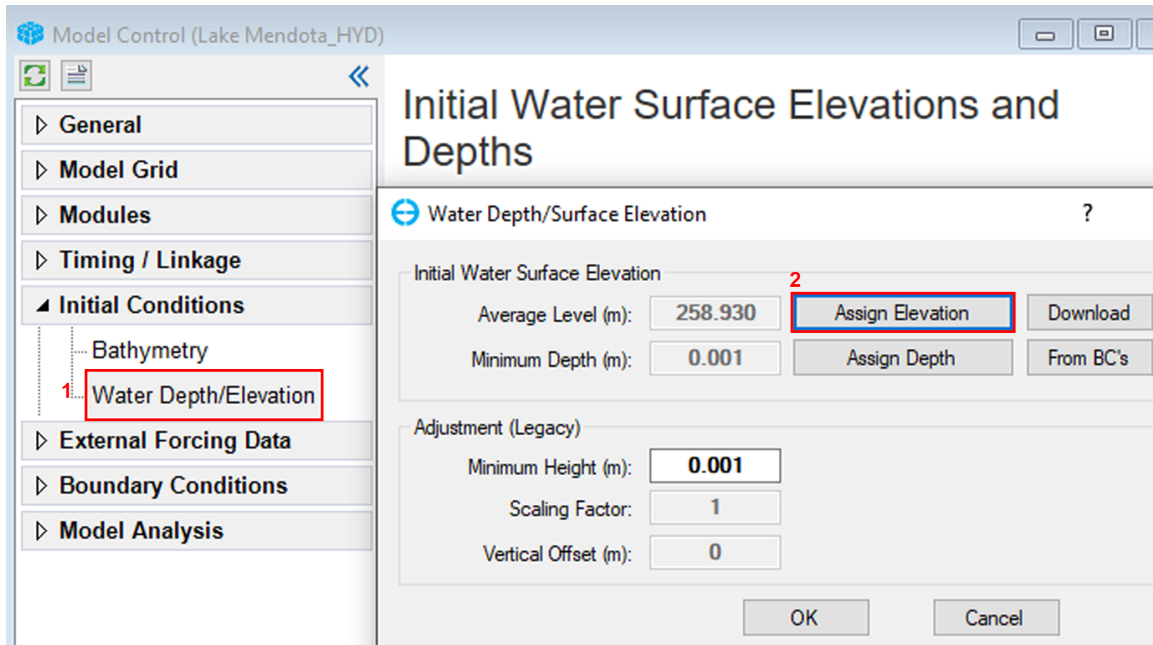 Model Control (Lake Mendota_HYD)
General
Model Grid
Modules
Timing / Linkage
Initial Conditions
Bathymetry
1 Water Depth/Elevation
External Forcing Data
Boundary Conditions
Model Analysis
Initial Water Surface Elevations and
Depths
Water Depth/Surface Elevation ?
Initial Water Surface Elevation
2
Average Level (m): 258.930 Assign Elevation Download
Minimum Depth (m): 0.001 Assign Depth From BC's
Adjustment (Legacy)
Minimum Height (m): 0.001
Scaling Factor: 1
Vertical Offset (m): 0
OK Cancel